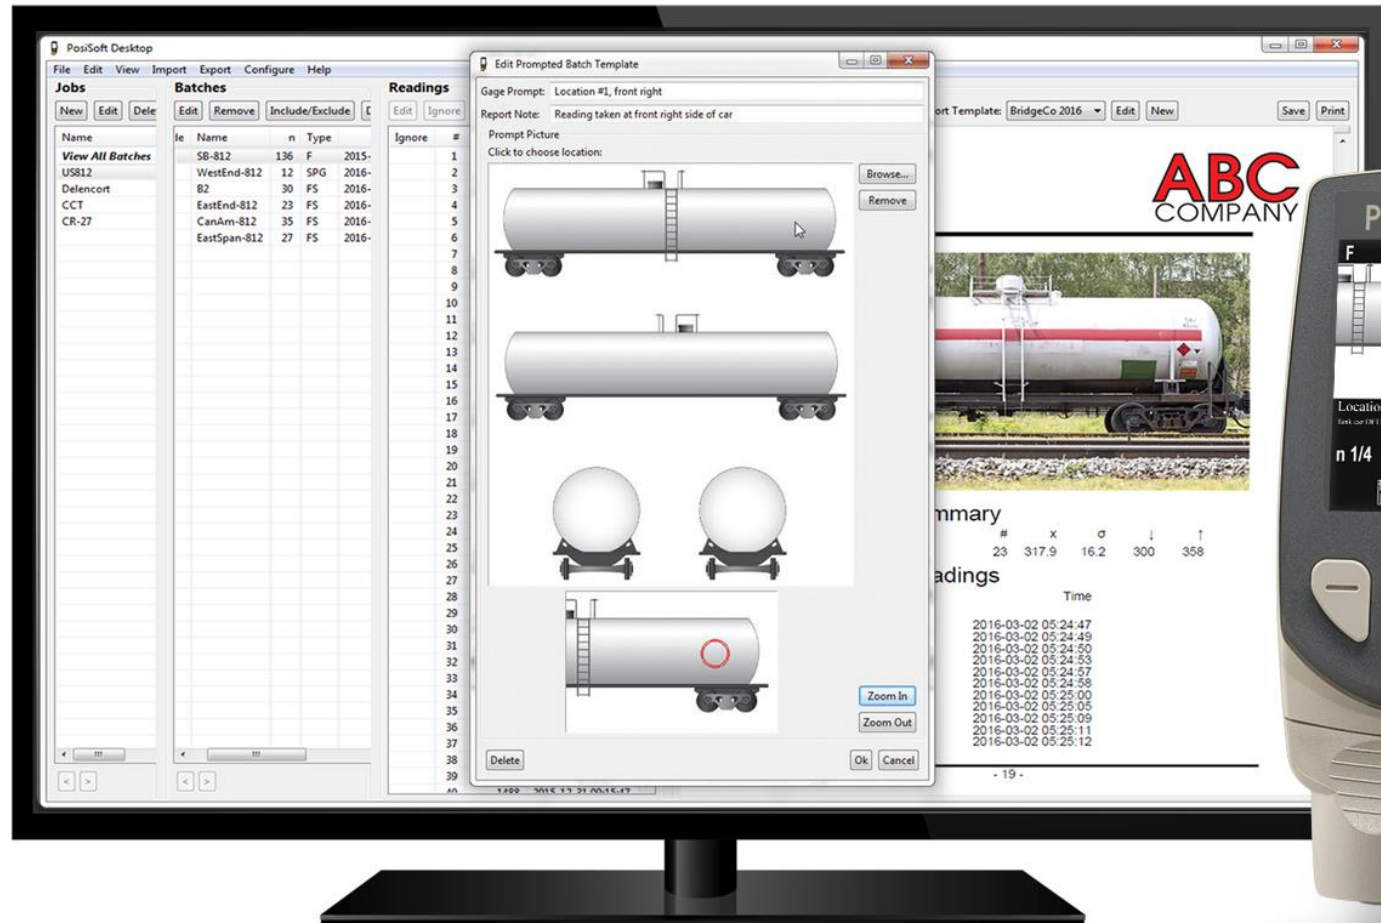 PosiSoft Desktop
File Edit View Import Export Configure Help
Jobs
New Edit
Name
View All Batches
US812
Delencort
CCT
CR-27
< >
Batches
Edit Remove Include/Exclude
Name n Type
SB-812 136 F 2015-
WestEnd-812 12 SPG 2016-
B2 30 FS 2016-
EastEnd-812 23 FS 2016-
CanAm-812 35 FS 2016-
EastSpan-812 27 FS 2016-
< >
Readings
Edit Ignore
Ignore #
1
2
3
4
5
6
7
8
9
10
11
12
13
14
15
16
17
18
19
20
21
22
23
24
25
26
27
28
29
30
31
32
33
34
35
36
37
38
39
Edit Prompted Batch Template
Gage Prompt: Location #1, front right
Report Note: Reading taken at front right side of car
Prompt Picture
Click to choose location:
Browse...
Remove
Zoom In
Zoom Out
Delete Ok Cancel
ort Template: BridgeCo 2016 Edit New Save Print
ABC
COMPANY
mmary
# x σ ↓ ↑
23 317.9 16.2 300 358
adings
Time
2016-03-02 05:24:47
2016-03-02 05:24:49
2016-03-02 05:24:50
2016-03-02 05:24:53
2016-03-02 05:24:57
2016-03-02 05:24:58
2016-03-02 05:25:00
2016-03-02 05:25:05
2016-03-02 05:25:09
2016-03-02 05:25:11
2016-03-02 05:25:12
- 19 -
P
F
Locatio
n 1/4